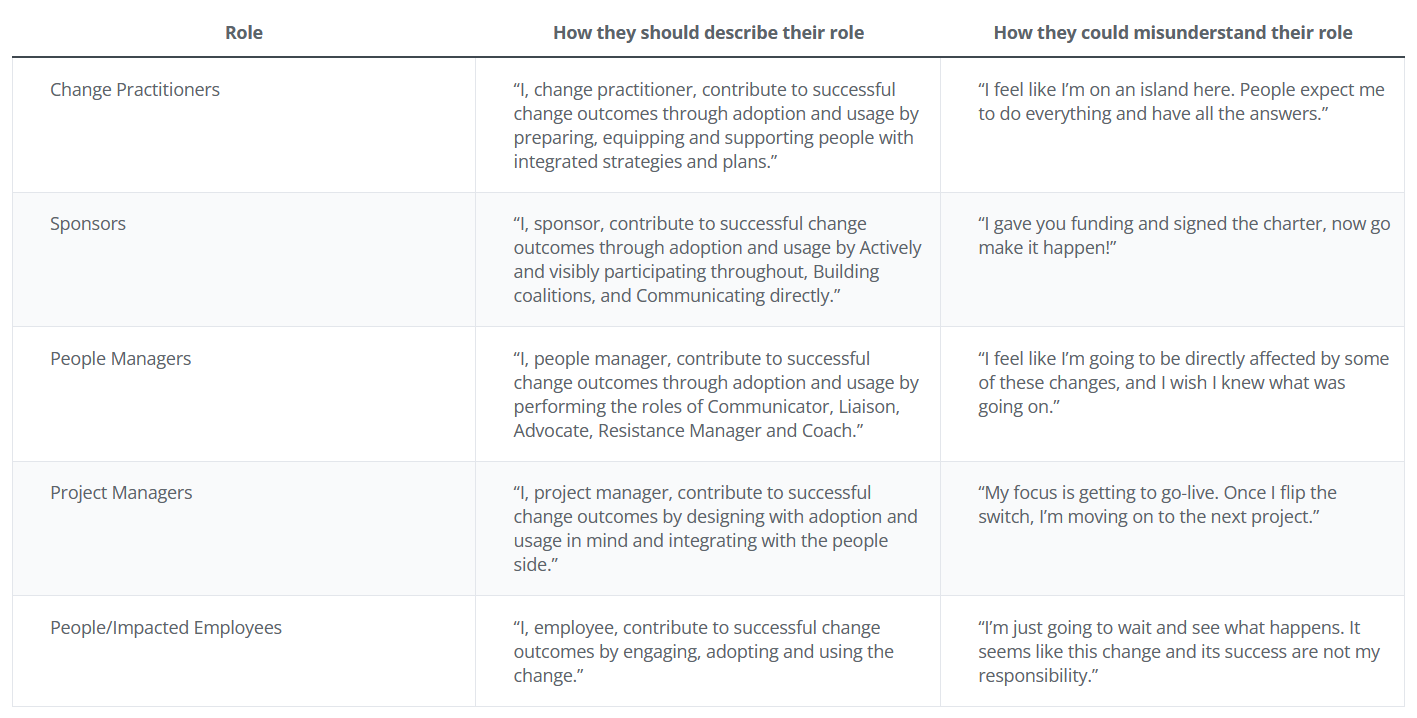 Role
How they should describe their role
How they could misunderstand their role
Change Practitioners
“I, change practitioner, contribute to successful
change outcomes through adoption and usage by
preparing, equipping and supporting people with
integrated strategies and plans.”
“I feel like I’m on an island here. People expect me
to do everything and have all the answers.”
Sponsors
“I, sponsor, contribute to successful change
outcomes through adoption and usage by Actively
and visibly participating throughout, Building
coalitions, and Communicating directly.”
“I gave you funding and signed the charter, now go
make it happen!”
People Managers
“I, people manager, contribute to successful
change outcomes through adoption and usage by
performing the roles of Communicator, Liaison,
Advocate, Resistance Manager and Coach.”
“I feel like I’m going to be directly affected by some
of these changes, and I wish I knew what was
going on.”
Project Managers
“I, project manager, contribute to successful
change outcomes by designing with adoption and
usage in mind and integrating with the people
side.”
“My focus is getting to go-live. Once I flip the
switch, I’m moving on to the next project.”
People/Impacted Employees
“I, employee, contribute to successful change
outcomes by engaging, adopting and using the
change.”
“I’m just going to wait and see what happens. It
seems like this change and its success are not my
responsibility.”